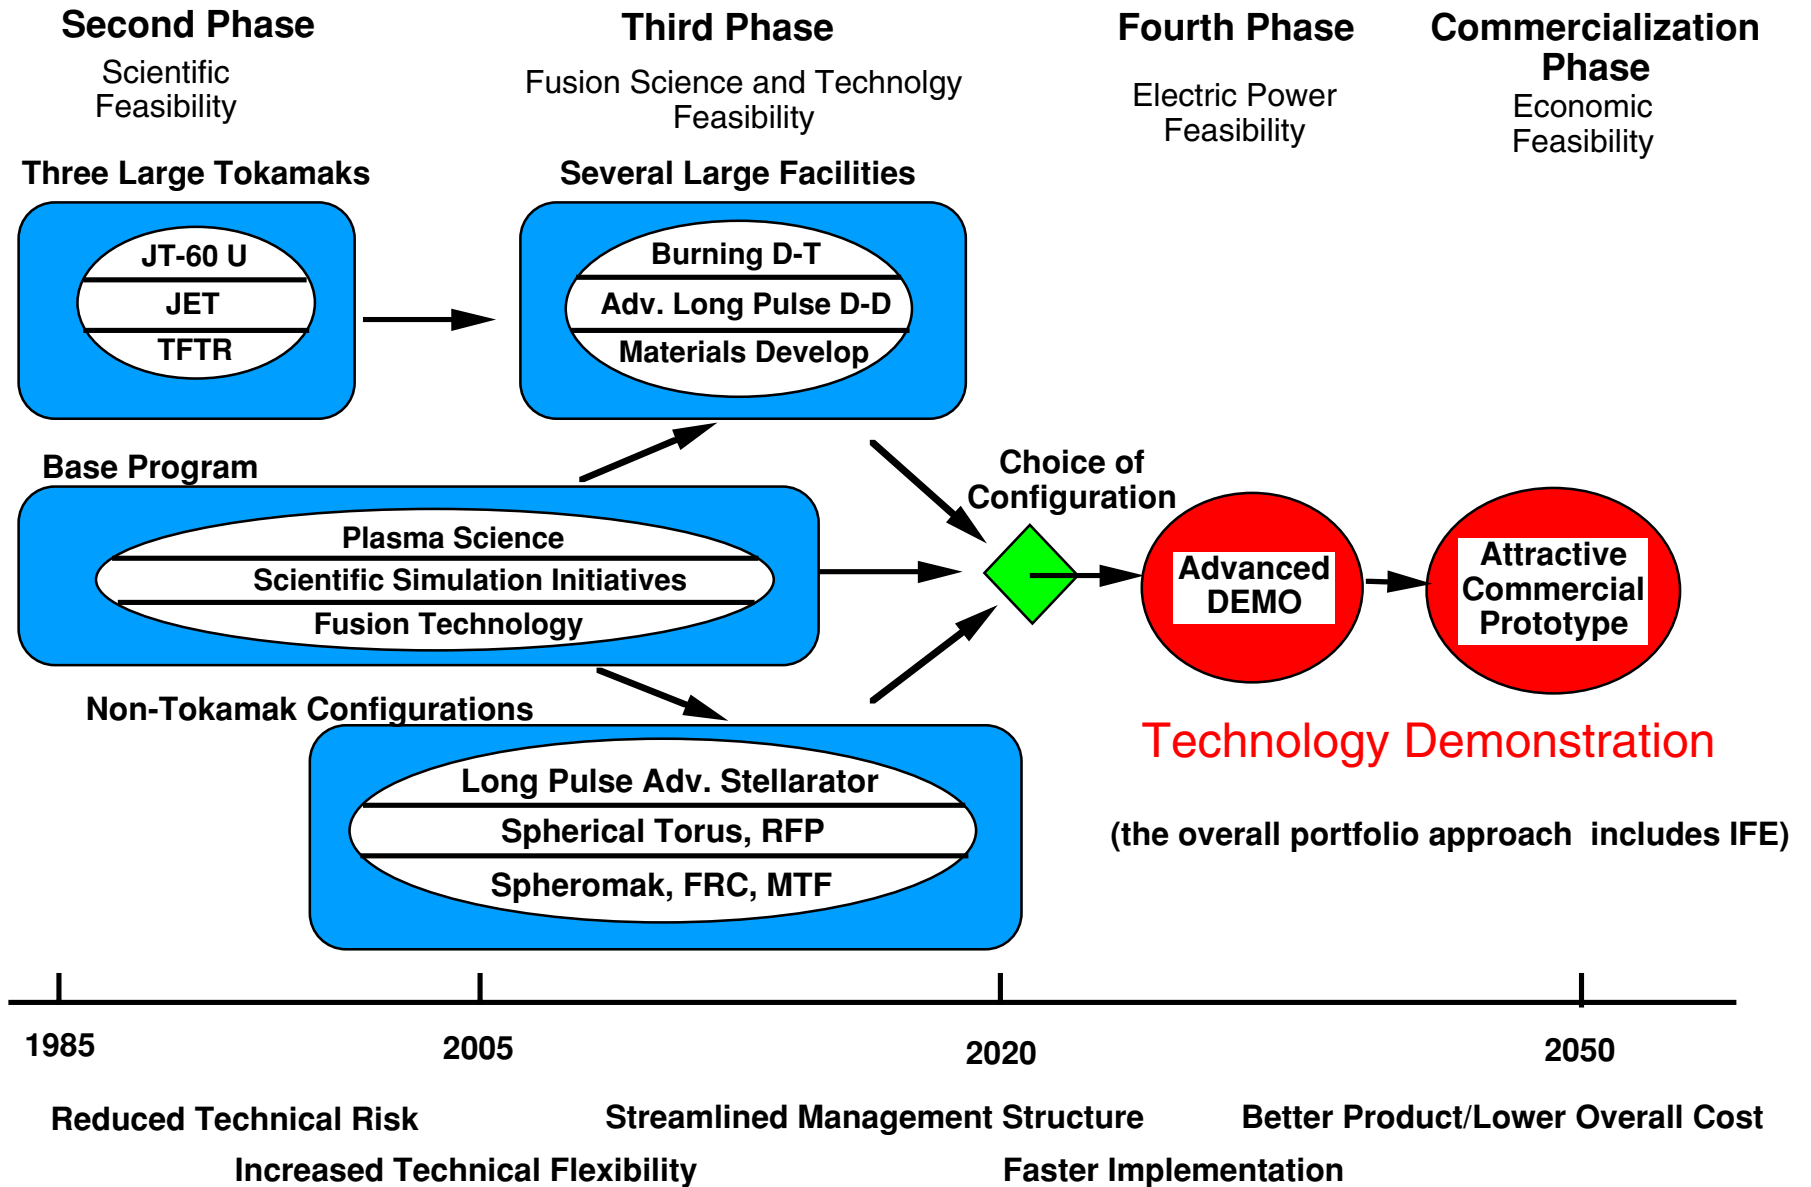 Second Phase
Scientific
Feasibility
Third Phase
Fusion Science and Technolgy
Feasibility
Fourth Phase
Electric Power
Feasibility
Commercialization
Phase
Economic
Feasibility
Three Large Tokamaks
JT-60 U
JET
TFTR
Several Large Facilities
Burning D-T
Adv. Long Pulse D-D
Materials Develop
Base Program
Plasma Science
Scientific Simulation Initiatives
Fusion Technology
Choice of
Configuration
Advanced
DEMO
Attractive
Commercial
Prototype
Non-Tokamak Configurations
Long Pulse Adv. Stellarator
Spherical Torus, RFP
Spheromak, FRC, MTF
Technology Demonstration
(the overall portfolio approach includes IFE)
1985
2005
2020
2050
Reduced Technical Risk
Streamlined Management Structure
Better Product/Lower Overall Cost
Increased Technical Flexibility
Faster Implementation